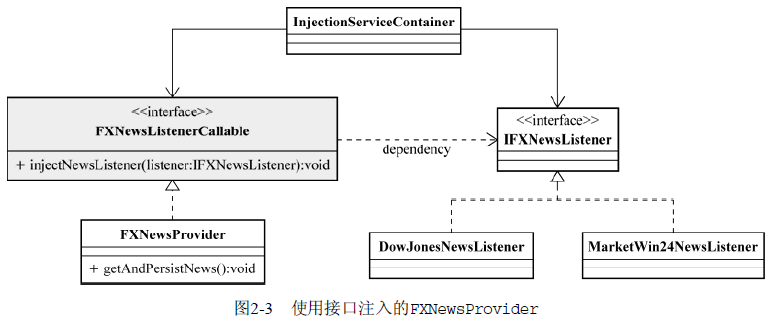 InjectionServiceContainer
<<interface>>
FXNewsListenerCallable
+ injectNewsListener(listener:IFXNewsListener):void
dependency
<<interface>>
IFXNewsListener
FXNewsProvider
+ getAndPersistNews():void
DowJonesNewsListener
MarketWin24NewsListener
图2-3 使用接口注入的FXNewsProvider